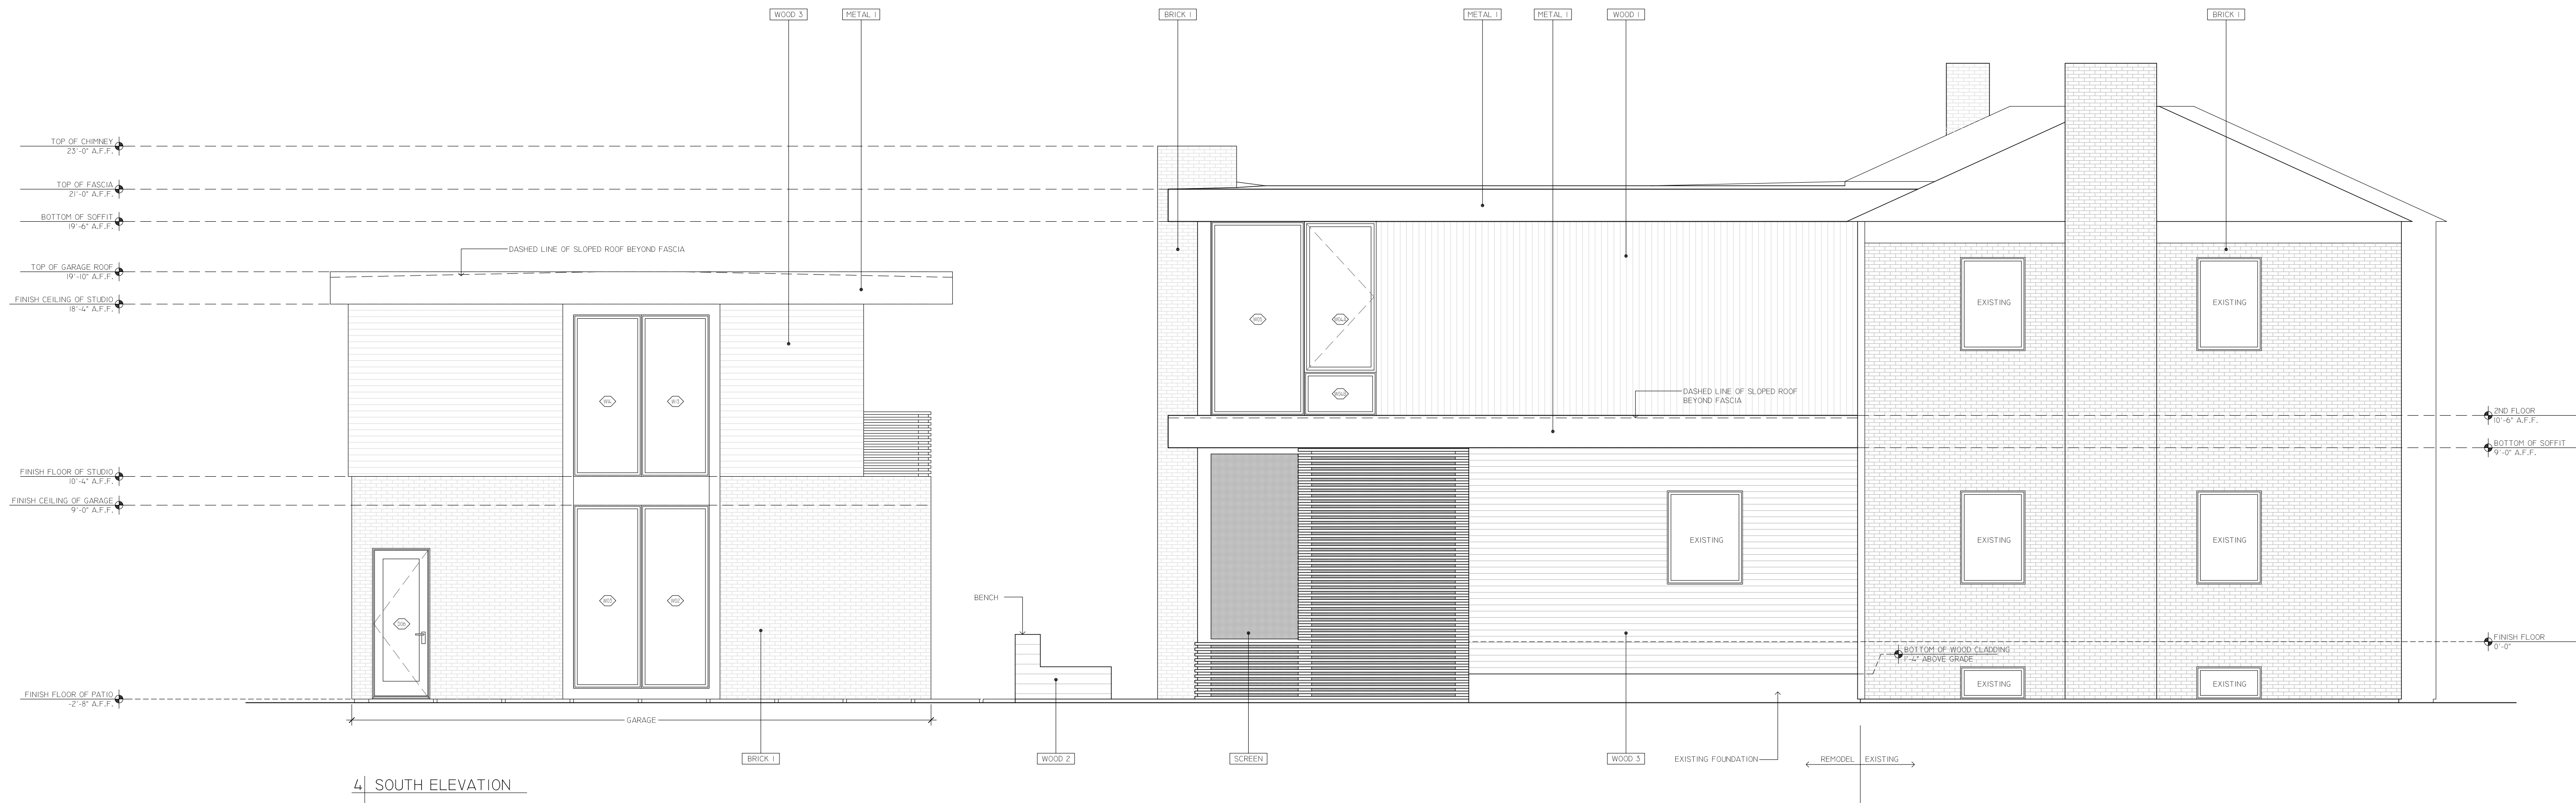 WOOD 3
METAL 1
BRICK 1
METAL 1
METAL 1
WOOD 1
BRICK 1
TOP OF CHIMNEY
23'-0" A.F.F.
TOP OF FASCIA
21'-0" A.F.F.
BOTTOM OF SOFFIT
19'-6" A.F.F.
TOP OF GARAGE ROOF
19'-10" A.F.F.
FINISH CEILING OF STUDIO
18'-4" A.F.F.
FINISH FLOOR OF STUDIO
10'-4" A.F.F.
FINISH CEILING OF GARAGE
9'-0" A.F.F.
FINISH FLOOR OF PATIO
-2'-8" A.F.F.
DASHED LINE OF SLOPED ROOF BEYOND FASCIA
W14
W13
W03
W02
D06
GARAGE
BENCH
W05
DASHED LINE OF SLOPED ROOF
BEYOND FASCIA
EXISTING
EXISTING
EXISTING
EXISTING
EXISTING
EXISTING
EXISTING
2ND FLOOR
10'-6" A.F.F.
BOTTOM OF SOFFIT
9'-0" A.F.F.
FINISH FLOOR
0'-0"
BOTTOM OF WOOD CLADDING
1'-4" ABOVE GRADE
BRICK 1
WOOD 2
SCREEN
WOOD 3
EXISTING FOUNDATION
REMODEL
EXISTING
4
SOUTH ELEVATION